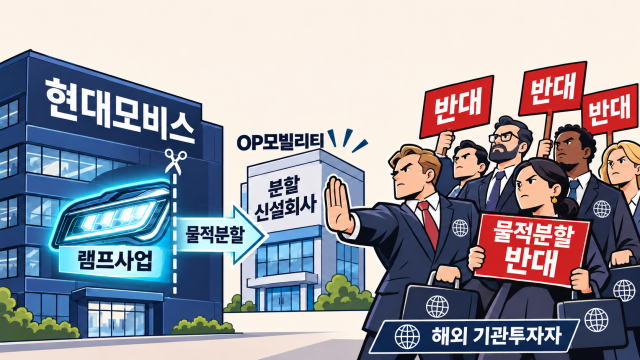 현대모비스
램프사업
물적분할
OP모빌리티
분할
신설회사
반대
반대
반대
물적분할
반대
해외 기관투자자